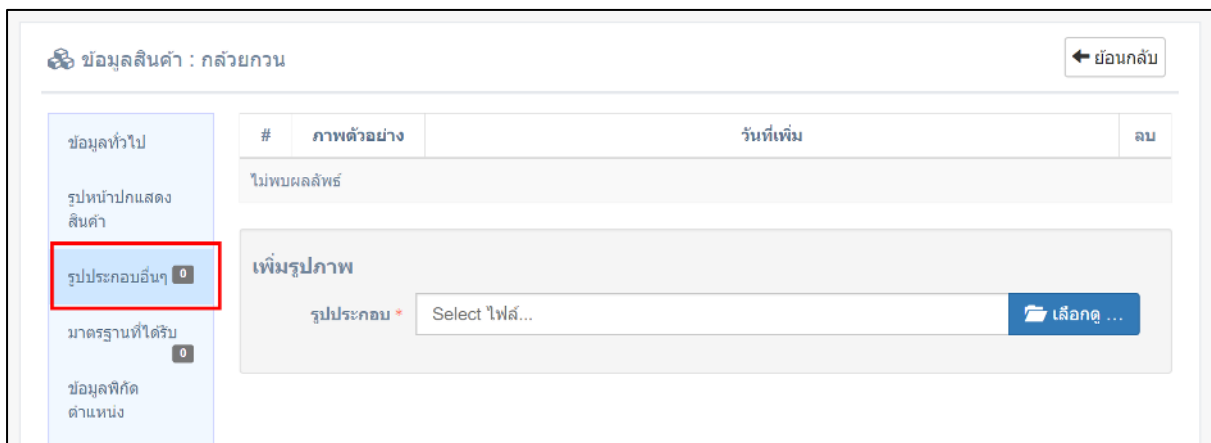 ข้อมูลสินค้า : กล้วยกวน
ย้อนกลับ
ข้อมูลทั่วไป
รูปหน้าปกแสดง
สินค้า
รูปประกอบอื่นๆ 0
มาตรฐานที่ได้รับ
0
ข้อมูลพิกัด
ตำแหน่ง
# ภาพตัวอย่าง วันที่เพิ่ม ลบ
ไม่พบผลลัพธ์
เพิ่มรูปภาพ
รูปประกอบ * Select ไฟล์... เลือกดู ...